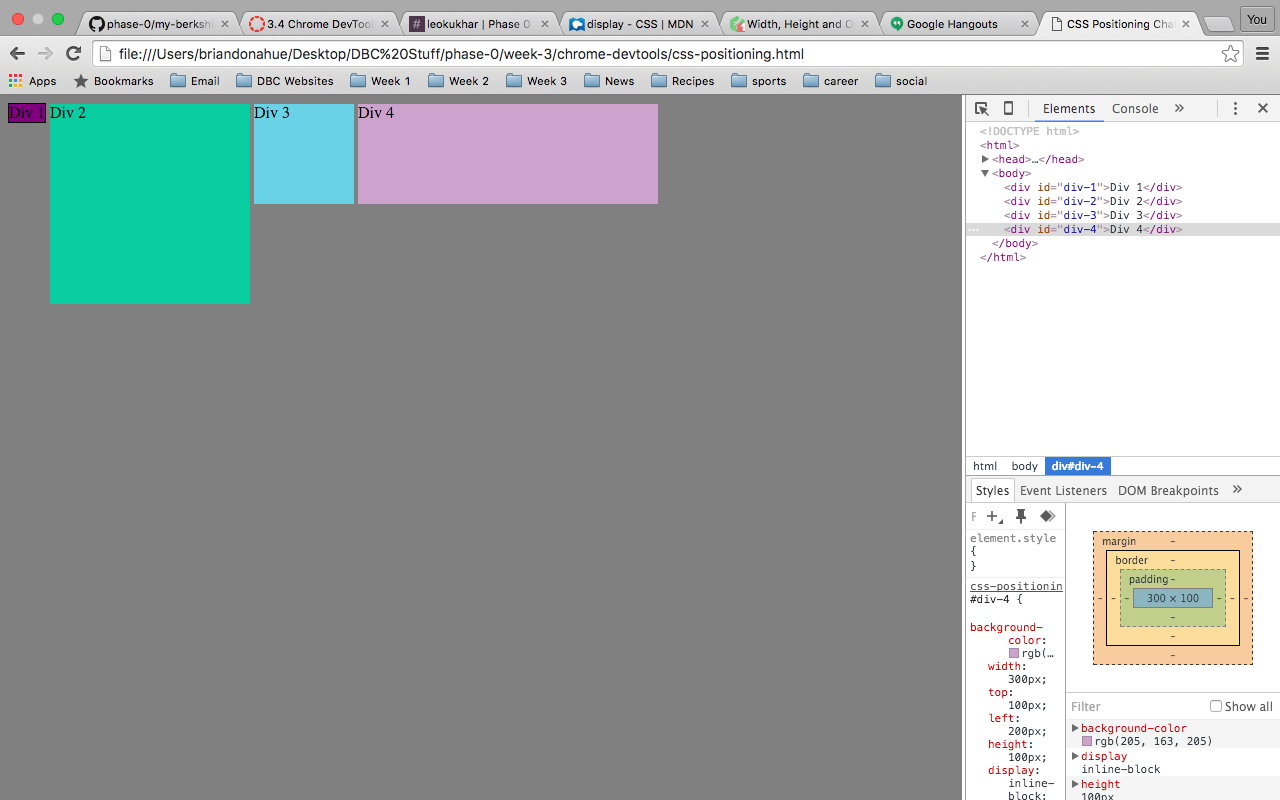 phase-0/my-berkshi
3.4 Chrome DevTool
leokukhar | Phase 0
display - CSS | MDN
Width, Height and O
Google Hangouts
CSS Positioning Cha
You
file:///Users/briandonahue/Desktop/DBC%20Stuff/phase-0/week-3/chrome-devtools/css-positioning.html
Apps Bookmarks Email DBC Websites Week 1 Week 2 Week 3 News Recipes sports career social
Div 1 Div 2 Div 3 Div 4
Elements Console »
<!DOCTYPE html>
<html>
<head>…</head>
<body>
<div id="div-1">Div 1</div>
<div id="div-2">Div 2</div>
<div id="div-3">Div 3</div>
<div id="div-4">Div 4</div>
</body>
</html>
html body div#div-4
Styles Event Listeners DOM Breakpoints »
element.style
{
}
css-positionin
#div-4 {
background-
color:
rgb(…
width:
300px;
top:
100px;
left:
200px;
height:
100px;
display:
inline-
block;
margin -
border -
padding -
- - - 300 × 100 - - -
-
-
-
Filter Show all
background-color
rgb(205, 163, 205)
display
inline-block
height
100px